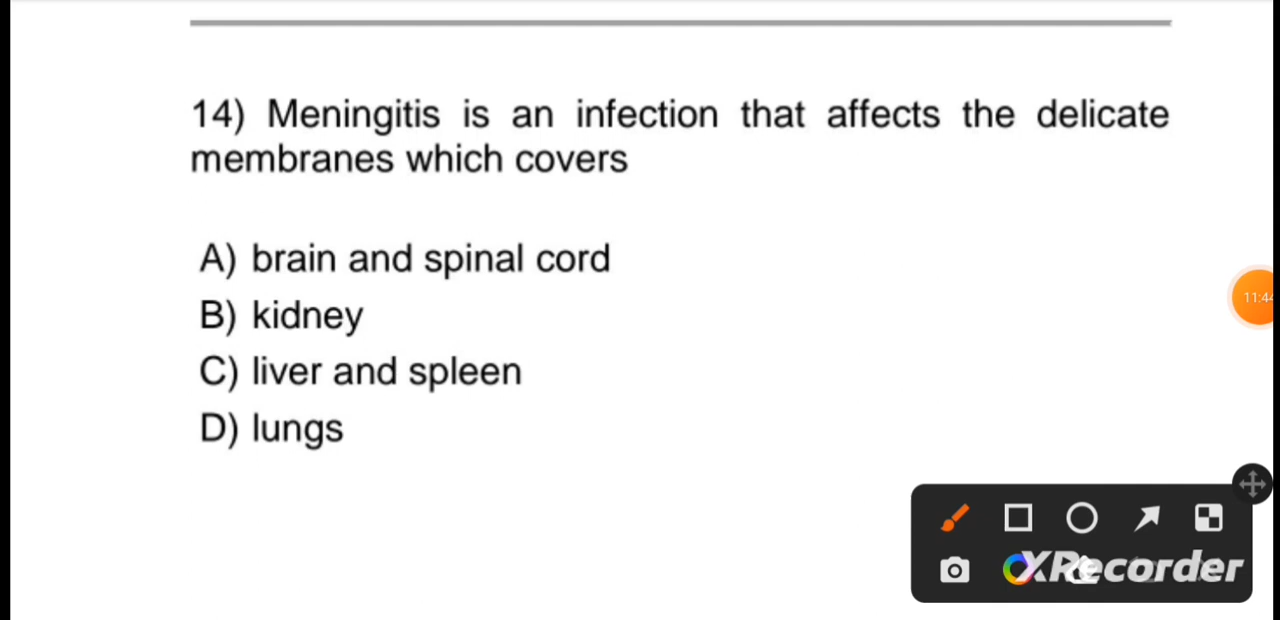 14) Meningitis is an infection that affects the delicate
membranes which covers
A) brain and spinal cord
B) kidney
C) liver and spleen
D) lungs
11:44
XRecorder